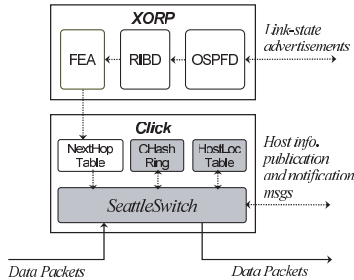 XORP
FEA
RIBD
OSPFD
Link-state
advertisements
Click
NextHop
Table
CHash
Ring
HostLoc
Table
Host info.
publication
and notification
msgs
SeattleSwitch
Data Packets
Data Packets